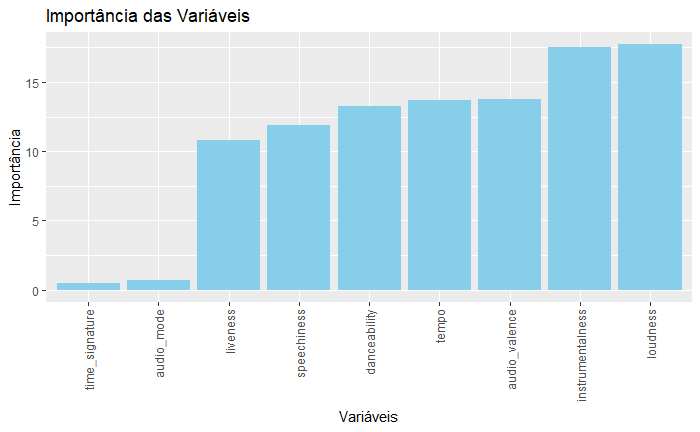 Importância das Variáveis
Importância
15
10
5
0
time_signature
audio_mode
liveness
speechiness
danceability
tempo
audio_valence
instrumentalness
loudness
Variáveis